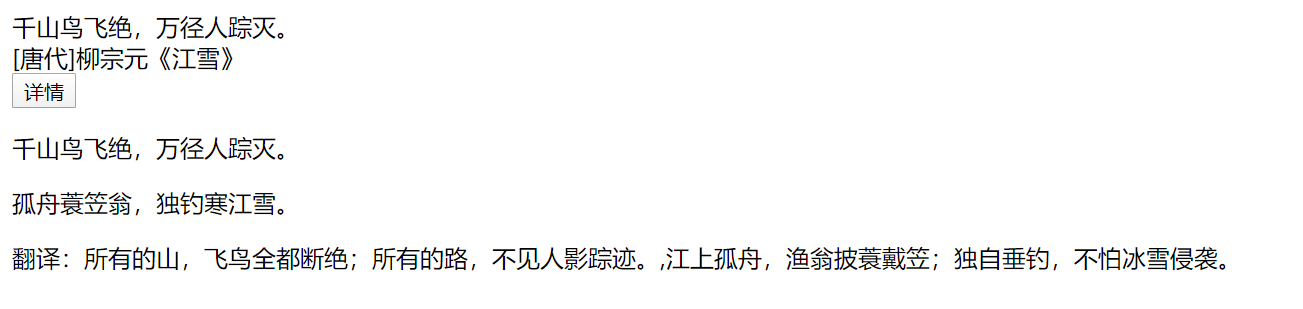 千山鸟飞绝，万径人踪灭。
[唐代]柳宗元《江雪》
详情
千山鸟飞绝，万径人踪灭。
孤舟蓑笠翁，独钓寒江雪。
翻译：所有的山，飞鸟全都断绝；所有的路，不见人影踪迹。,江上孤舟，渔翁披蓑戴笠；独自垂钓，不怕冰雪侵袭。